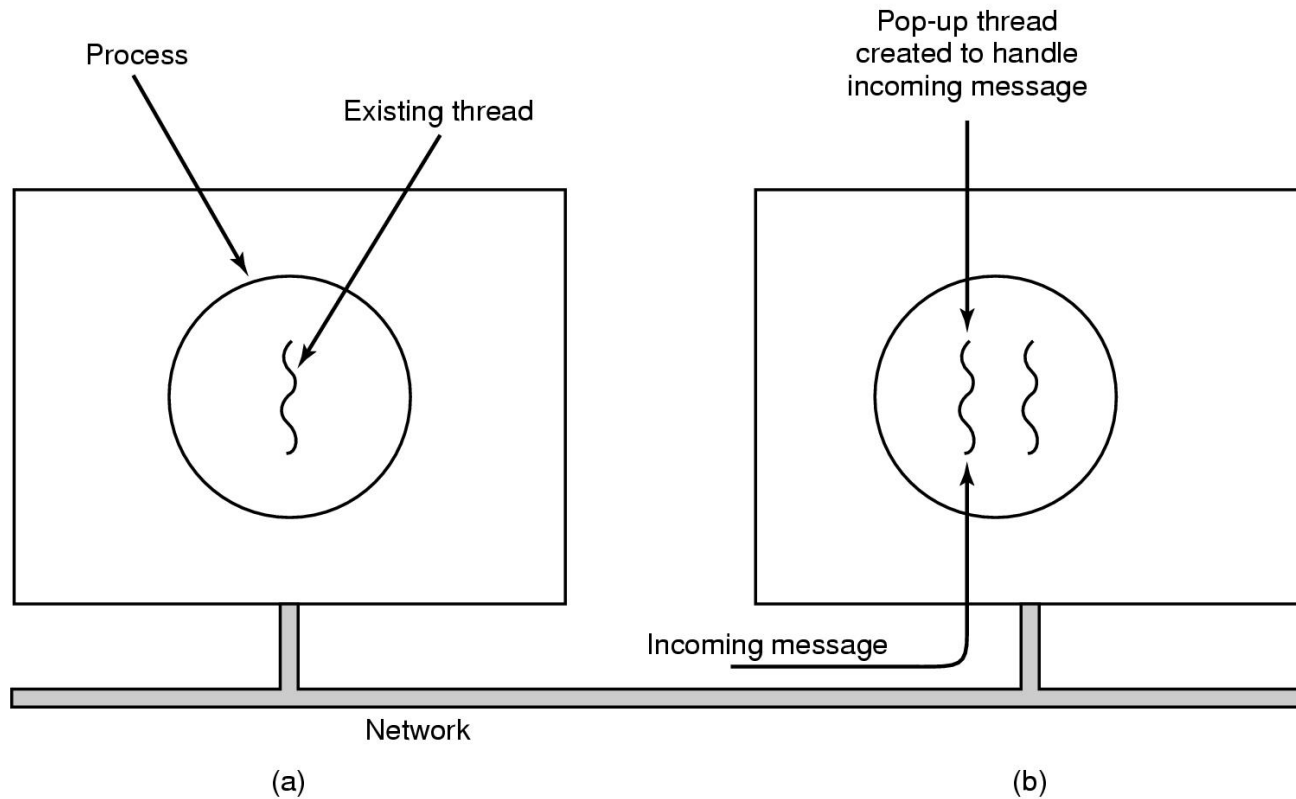 Process
Existing thread
Pop-up thread
created to handle
incoming message
Incoming message
Network
(a)
(b)